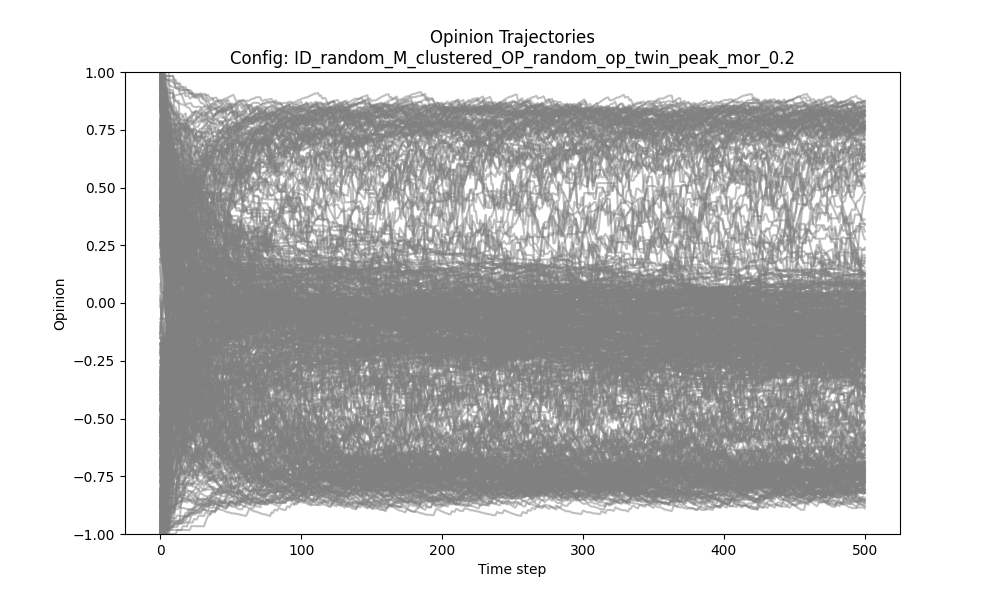 Opinion Trajectories
Config: ID_random_M_clustered_OP_random_op_twin_peak_mor_0.2
1.00
0.75
0.50
0.25
0.00
−0.25
−0.50
−0.75
−1.00
Opinion
0 100 200 300 400 500
Time step